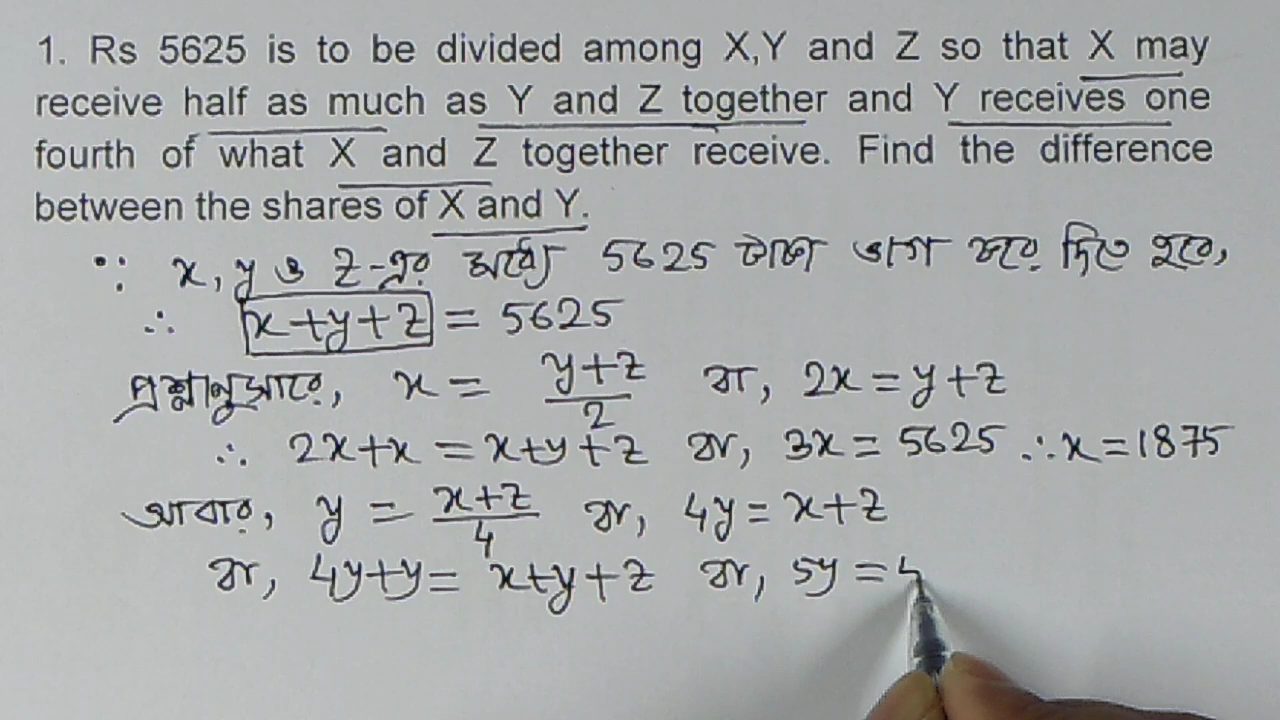 1. Rs 5625 is to be divided among X,Y and Z so that X may
receive half as much as Y and Z together and Y receives one
fourth of what X and Z together receive. Find the difference
between the shares of X and Y.
∵ x, y ও z-এর মধ্যে 5625 টাকা ভাগ করে দিতে হবে,
∴ x+y+z = 5625
প্রশ্নানুসারে, x = (y+z)/2 বা, 2x = y+z
∴ 2x+x = x+y+z বা, 3x = 5625 ∴ x = 1875
আবার, y = (x+z)/4 বা, 4y = x+z
বা, 4y+y = x+y+z বা, 5y =